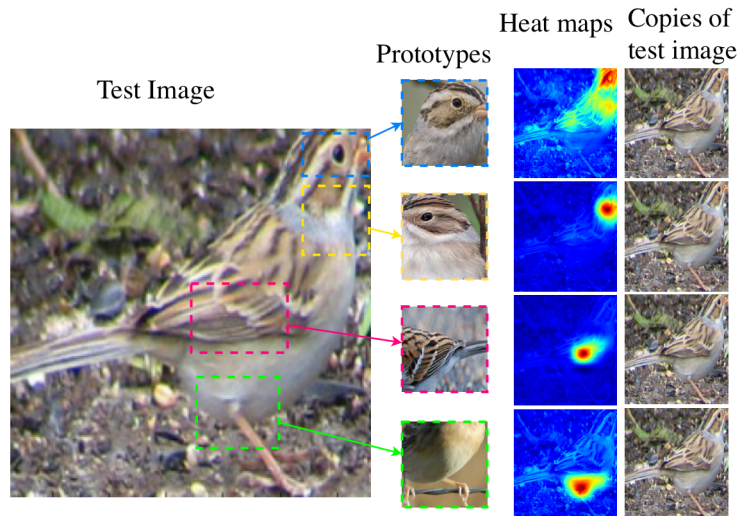 Test Image
Prototypes
Heat maps
Copies of
test image